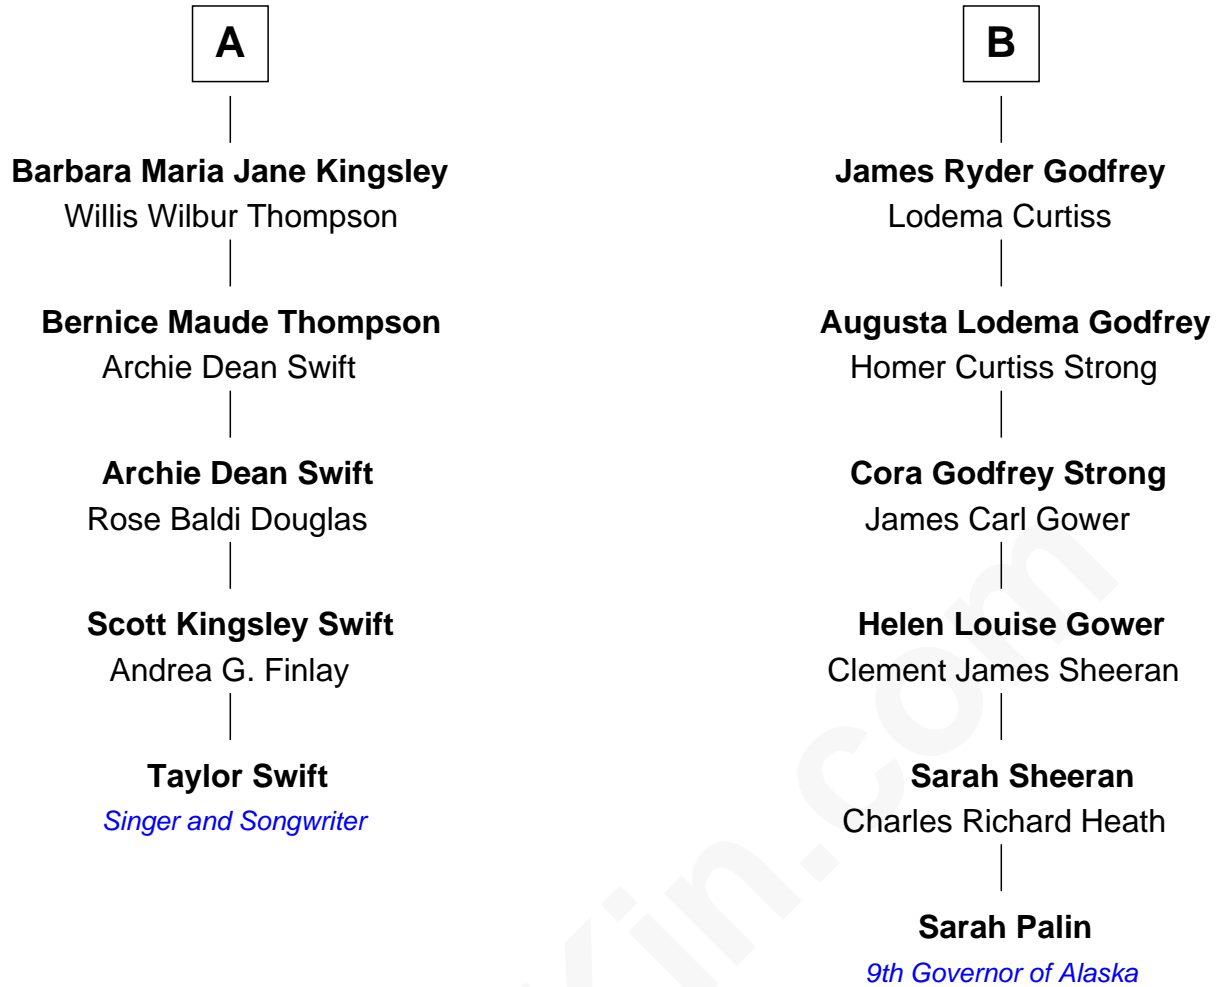 A
Barbara Maria Jane Kingsley
Willis Wilbur Thompson
Bernice Maude Thompson
Archie Dean Swift
Archie Dean Swift
Rose Baldi Douglas
Scott Kingsley Swift
Andrea G. Finlay
Taylor Swift
Singer and Songwriter
B
James Ryder Godfrey
Lodema Curtiss
Augusta Lodema Godfrey
Homer Curtiss Strong
Cora Godfrey Strong
James Carl Gower
Helen Louise Gower
Clement James Sheeran
Sarah Sheeran
Charles Richard Heath
Sarah Palin
9th Governor of Alaska
Kin.com